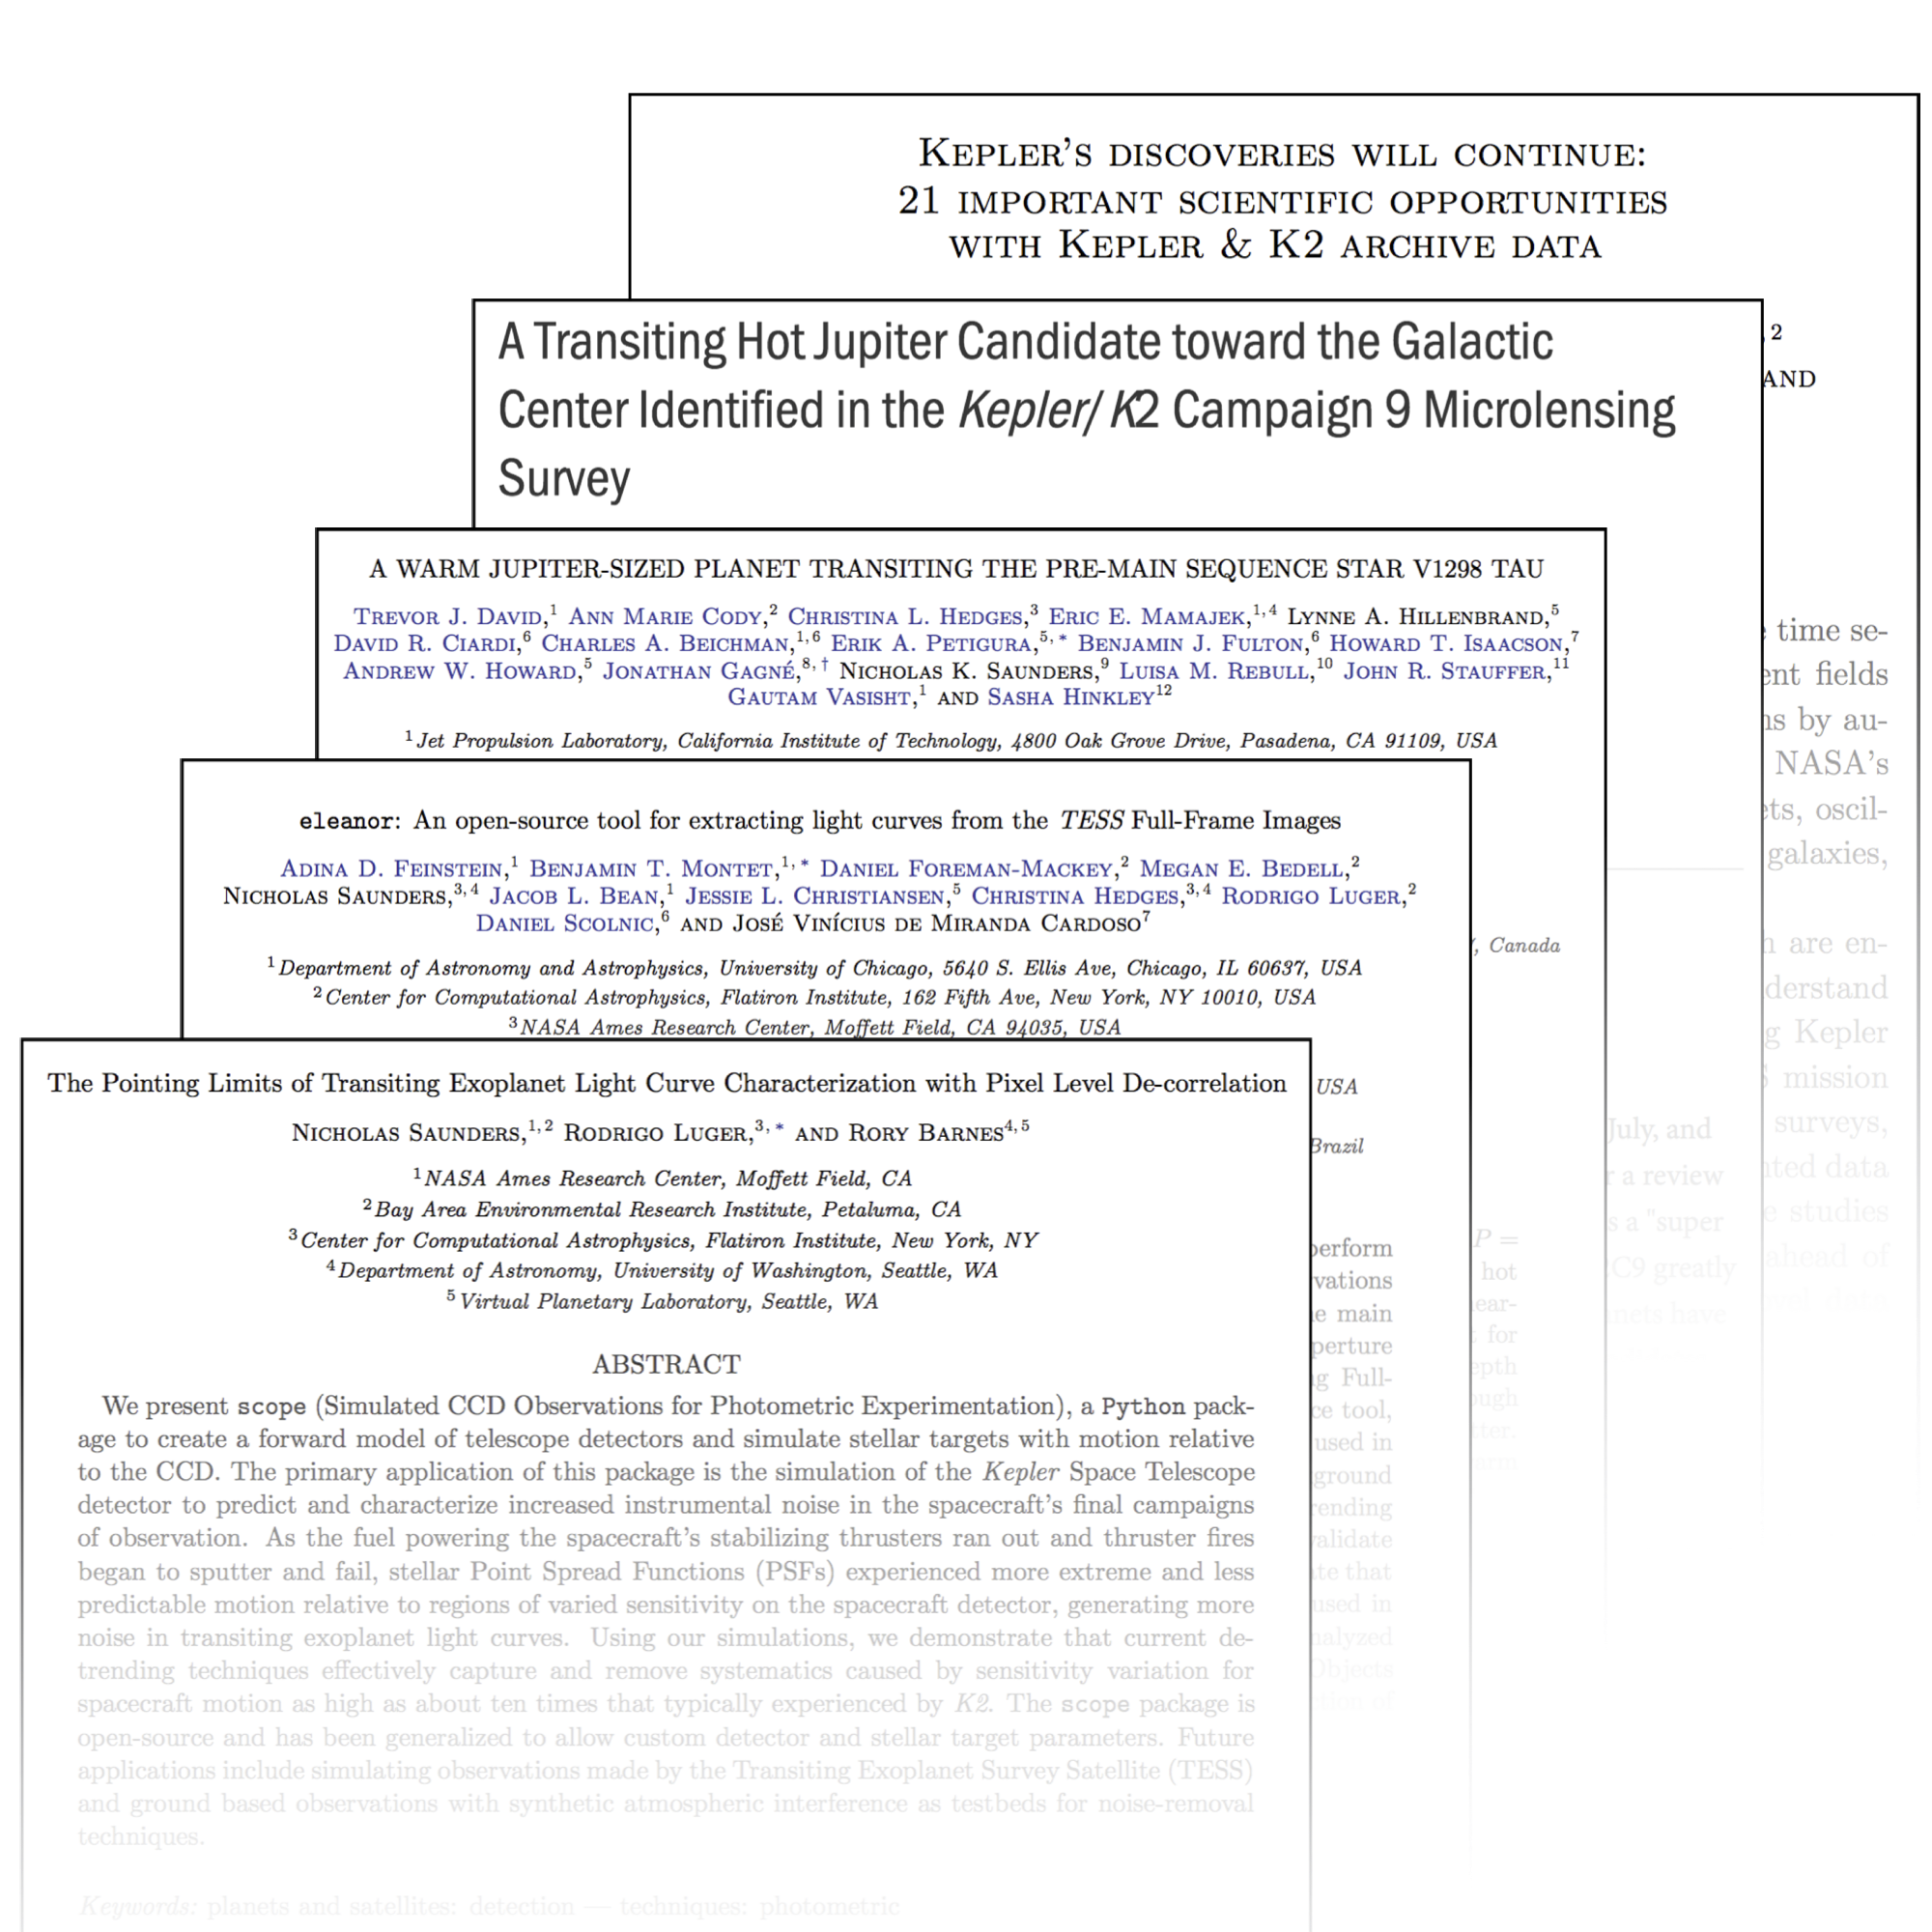 KEPLER'S DISCOVERIES WILL CONTINUE:
21 IMPORTANT SCIENTIFIC OPPORTUNITIES
WITH KEPLER & K2 ARCHIVE DATA
, 2
AND
time se-
ent fields
ns by au-
NASA's
ets, oscil-
galaxies,
are en-
derstand
g Kepler
mission
surveys,
ted data
studies
ahead of
A Transiting Hot Jupiter Candidate toward the Galactic
Center Identified in the Kepler/K2 Campaign 9 Microlensing
Survey
July, and
r a review
s a "super
C9 greatly
nets have
A WARM JUPITER-SIZED PLANET TRANSITING THE PRE-MAIN SEQUENCE STAR V1298 TAU
TREVOR J. DAVID,1 ANN MARIE CODY,2 CHRISTINA L. HEDGES,3 ERIC E. MAMAJEK,1,4 LYNNE A. HILLENBRAND,5
DAVID R. CIARDI,6 CHARLES A. BEICHMAN,1,6 ERIK A. PETIGURA,5,* BENJAMIN J. FULTON,6 HOWARD T. ISAACSON,7
ANDREW W. HOWARD,5 JONATHAN GAGNÉ,8,† NICHOLAS K. SAUNDERS,9 LUISA M. REBULL,10 JOHN R. STAUFFER,11
GAUTAM VASISHT,1 AND SASHA HINKLEY12
1 Jet Propulsion Laboratory, California Institute of Technology, 4800 Oak Grove Drive, Pasadena, CA 91109, USA
, Canada
P =
hot
ear-
for
epth
ough
tter.
eleanor: An open-source tool for extracting light curves from the TESS Full-Frame Images
ADINA D. FEINSTEIN,1 BENJAMIN T. MONTET,1,* DANIEL FOREMAN-MACKEY,2 MEGAN E. BEDELL,2
NICHOLAS SAUNDERS,3,4 JACOB L. BEAN,1 JESSIE L. CHRISTIANSEN,5 CHRISTINA HEDGES,3,4 RODRIGO LUGER,2
DANIEL SCOLNIC,6 AND JOSÉ VINÍCIUS DE MIRANDA CARDOSO7
1 Department of Astronomy and Astrophysics, University of Chicago, 5640 S. Ellis Ave, Chicago, IL 60637, USA
2 Center for Computational Astrophysics, Flatiron Institute, 162 Fifth Ave, New York, NY 10010, USA
3 NASA Ames Research Center, Moffett Field, CA 94035, USA
USA
Brazil
perform
vations
e main
perture
g Full-
ce tool,
used in
ground
rending
alidate
te that
used in
nalyzed
Objects
tion of
The Pointing Limits of Transiting Exoplanet Light Curve Characterization with Pixel Level De-correlation
NICHOLAS SAUNDERS,1,2 RODRIGO LUGER,3,* AND RORY BARNES4,5
1 NASA Ames Research Center, Moffett Field, CA
2 Bay Area Environmental Research Institute, Petaluma, CA
3 Center for Computational Astrophysics, Flatiron Institute, New York, NY
4 Department of Astronomy, University of Washington, Seattle, WA
5 Virtual Planetary Laboratory, Seattle, WA
ABSTRACT
We present scope (Simulated CCD Observations for Photometric Experimentation), a Python pack-
age to create a forward model of telescope detectors and simulate stellar targets with motion relative
to the CCD. The primary application of this package is the simulation of the Kepler Space Telescope
detector to predict and characterize increased instrumental noise in the spacecraft's final campaigns
of observation. As the fuel powering the spacecraft's stabilizing thrusters ran out and thruster fires
began to sputter and fail, stellar Point Spread Functions (PSFs) experienced more extreme and less
predictable motion relative to regions of varied sensitivity on the spacecraft detector, generating more
noise in transiting exoplanet light curves. Using our simulations, we demonstrate that current de-
trending techniques effectively capture and remove systematics caused by sensitivity variation for
spacecraft motion as high as about ten times that typically experienced by K2. The scope package is
open-source and has been generalized to allow custom detector and stellar target parameters. Future
applications include simulating observations made by the Transiting Exoplanet Survey Satellite (TESS)
and ground based observations with synthetic atmospheric interference as testbeds for noise-removal
techniques.
Keywords: planets and satellites: detection — techniques: photometric